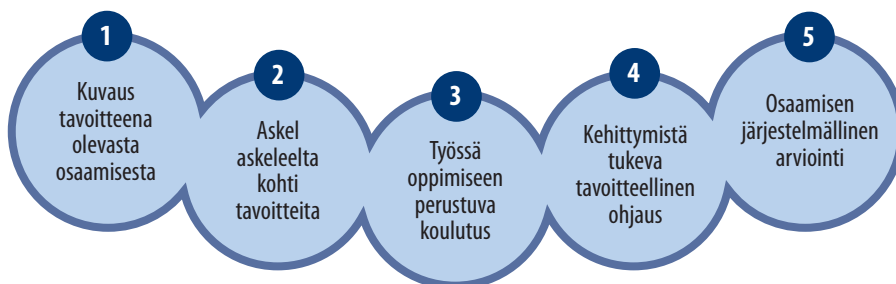 1
Kuvaus
tavoitteena
olevasta
osaamisesta
2
Askel
askeleelta
kohti
tavoitteita
3
Työssä
oppimiseen
perustuva
koulutus
4
Kehittymistä
tukeva
tavoitteellinen
ohjaus
5
Osaamisen
järjestelmällinen
arviointi